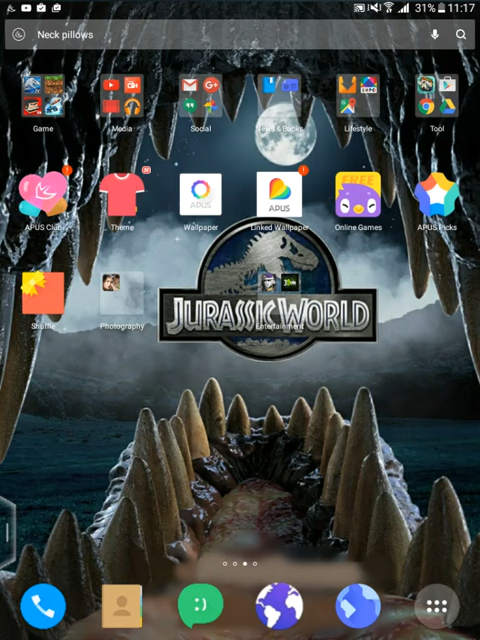 31% 11:17
Neck pillows
Game Media Social News & Books Lifestyle Tool
FREE
APUS APUS
APUS Club Theme Wallpaper Linked Wallpaper Online Games APUS Picks
JURASSIC WORLD
Shuffle Photography Entertainment